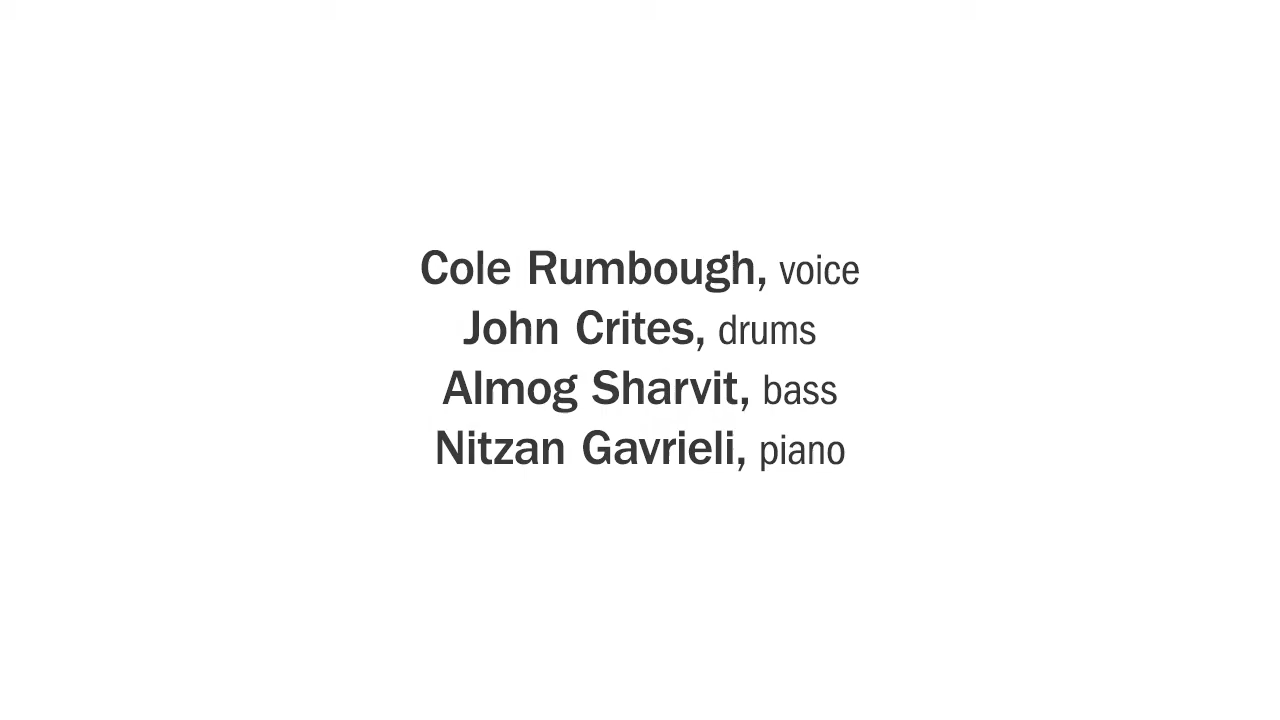 Cole Rumbough, voice
John Crites, drums
Almog Sharvit, bass
Nitzan Gavrieli, piano